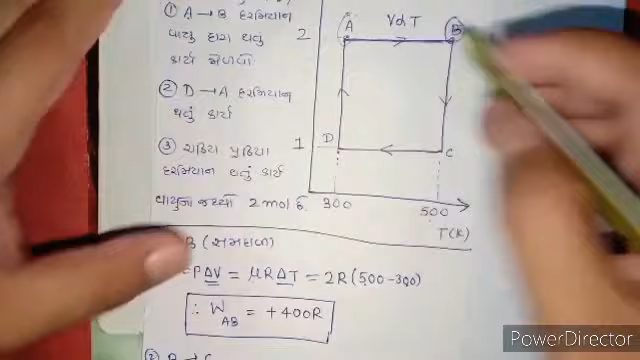 ① A → B દરમિયાન
વાયુ દ્વારા થતું
કાર્ય મેળવો
② D → A દરમિયાન
થતું કાર્ય
③ ચક્રિય પ્રક્રિયા
દરમિયાન થતું કાર્ય
વાયુના જથ્થો 2 mol છે.
A V∝T B
2
D
1
C
300
500
T(K)
B (સમદાબ)
= PΔV = μRΔT = 2R(500-300)
∴ W_AB = +400R
PowerDirector